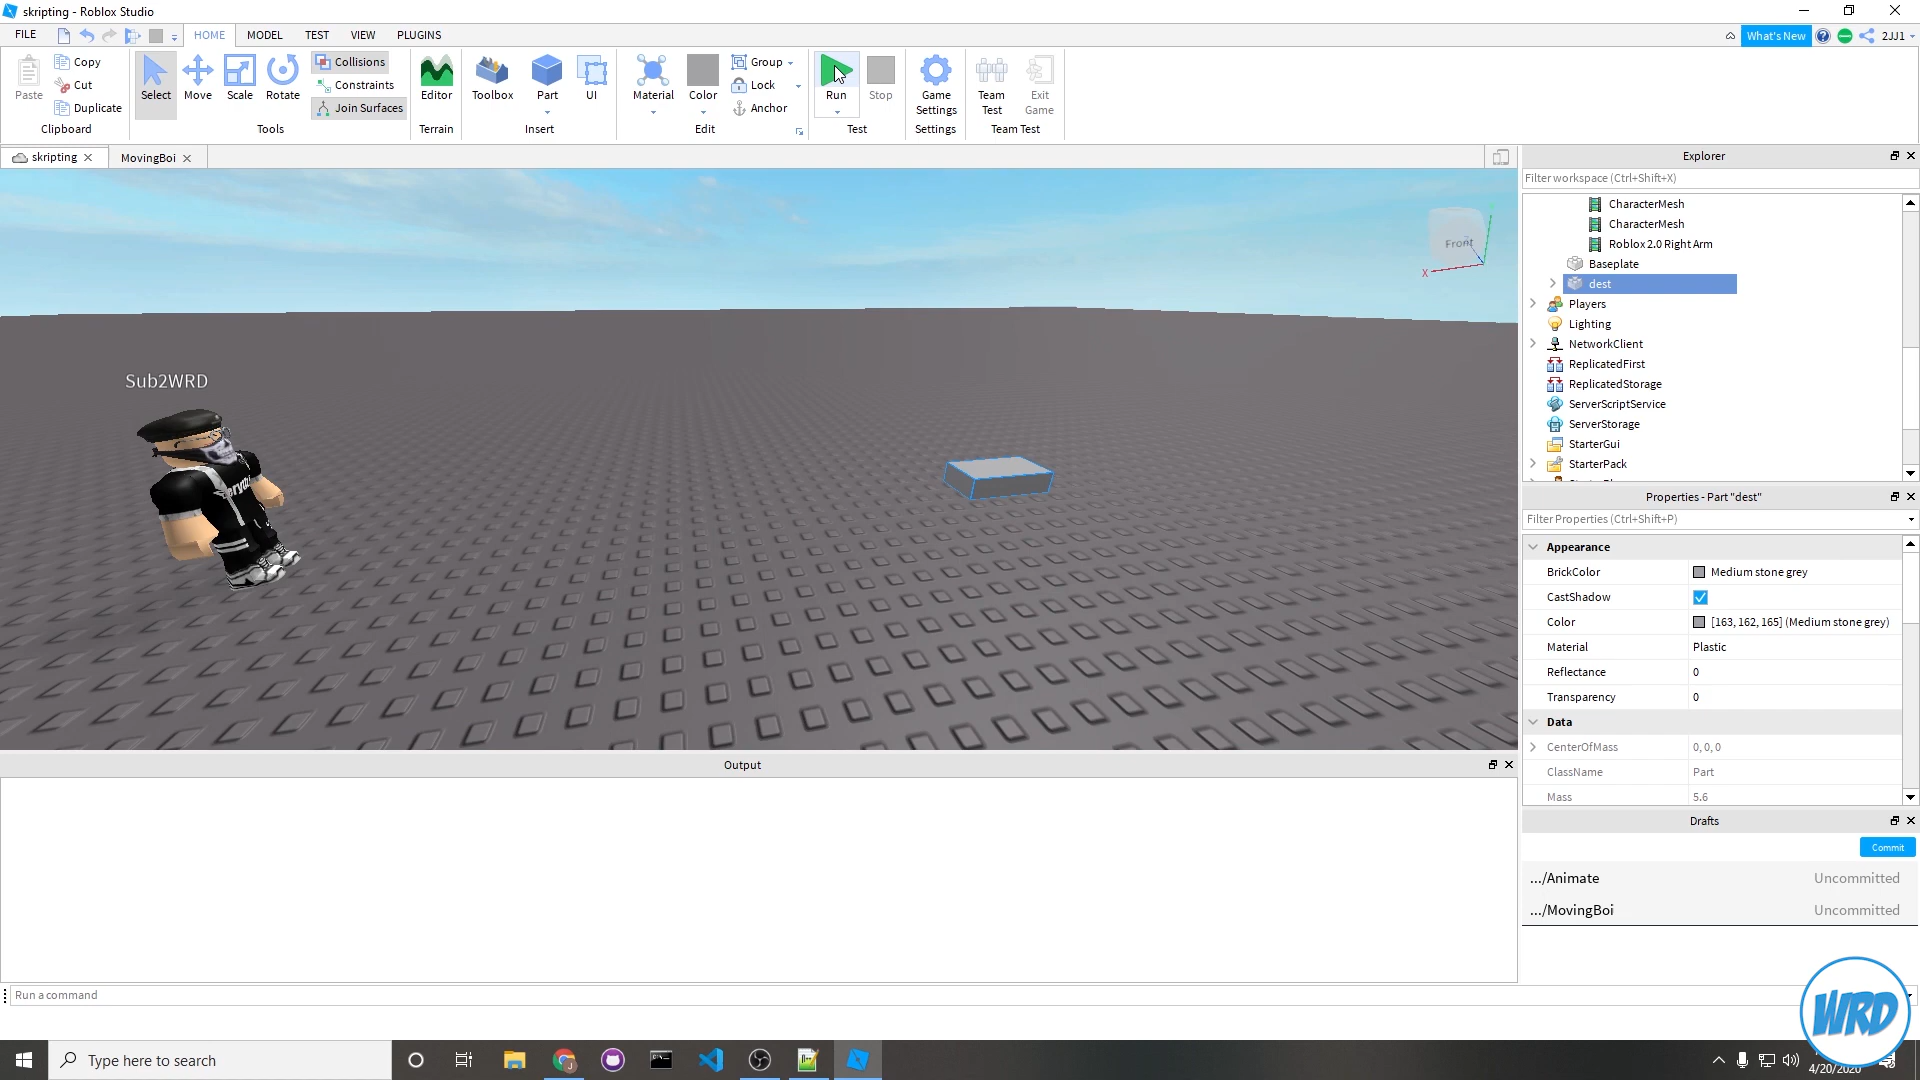 skripting - Roblox Studio
FILE
HOME
MODEL
TEST
VIEW
PLUGINS
What's New
2JJ1
Paste
Copy
Cut
Duplicate
Clipboard
Select
Move
Scale
Rotate
Collisions
Constraints
Join Surfaces
Tools
Editor
Terrain
Toolbox
Part
UI
Insert
Material
Color
Group
Lock
Anchor
Edit
Run
Stop
Test
Game
Settings
Settings
Team
Test
Exit
Game
Team Test
skripting
MovingBoi
Sub2WRD
Front
X
Explorer
Filter workspace (Ctrl+Shift+X)
CharacterMesh
CharacterMesh
Roblox 2.0 Right Arm
Baseplate
dest
Players
Lighting
NetworkClient
ReplicatedFirst
ReplicatedStorage
ServerScriptService
ServerStorage
StarterGui
StarterPack
Properties - Part "dest"
Filter Properties (Ctrl+Shift+P)
Appearance
BrickColor Medium stone grey
CastShadow
Color [163, 162, 165] (Medium stone grey)
Material Plastic
Reflectance 0
Transparency 0
Data
CenterOfMass 0, 0, 0
ClassName Part
Mass 5.6
Output
Drafts
Commit
.../Animate Uncommitted
.../MovingBoi Uncommitted
Run a command
WRD
Type here to search
4/20/2020